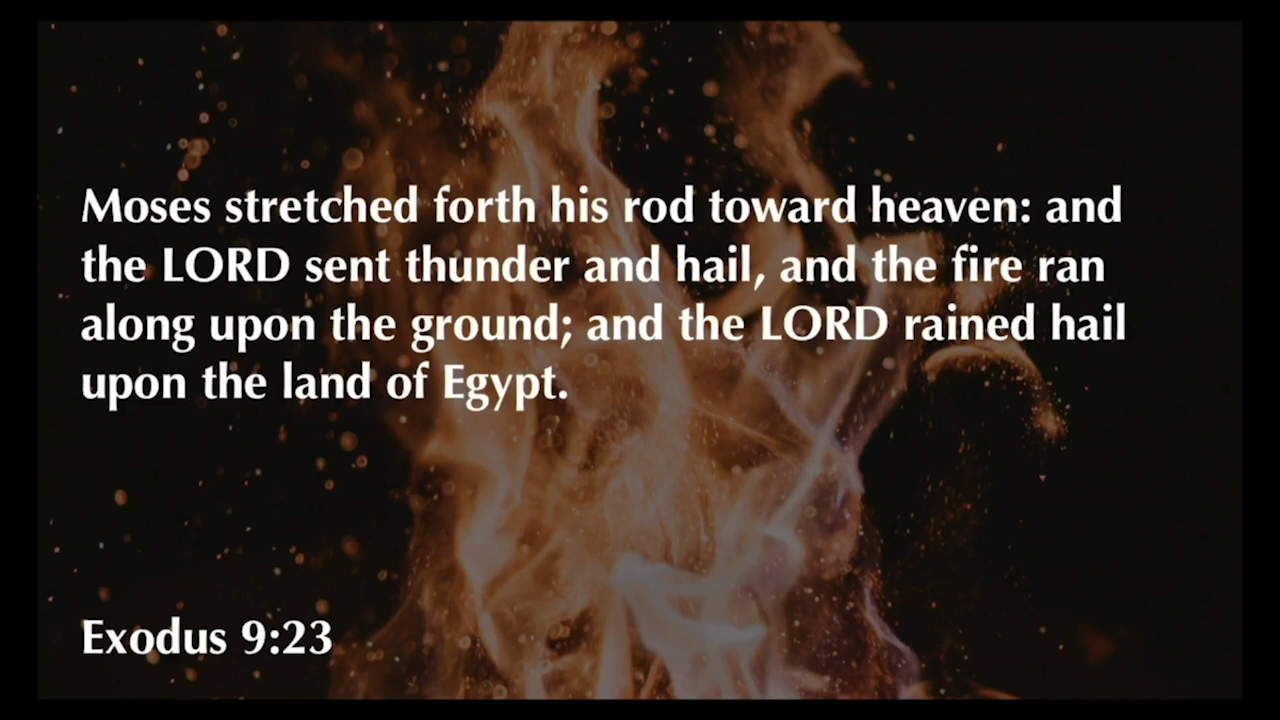 Moses stretched forth his rod toward heaven: and
the LORD sent thunder and hail, and the fire ran
along upon the ground; and the LORD rained hail
upon the land of Egypt.
Exodus 9:23